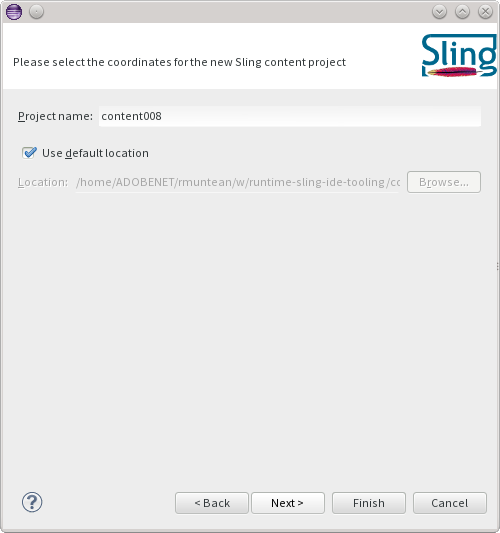 Please select the coordinates for the new Sling content project
Sling
Project name: content008
Use default location
Location: /home/ADOBENET/rmuntean/w/runtime-sling-ide-tooling/cc Browse...
< Back Next > Finish Cancel